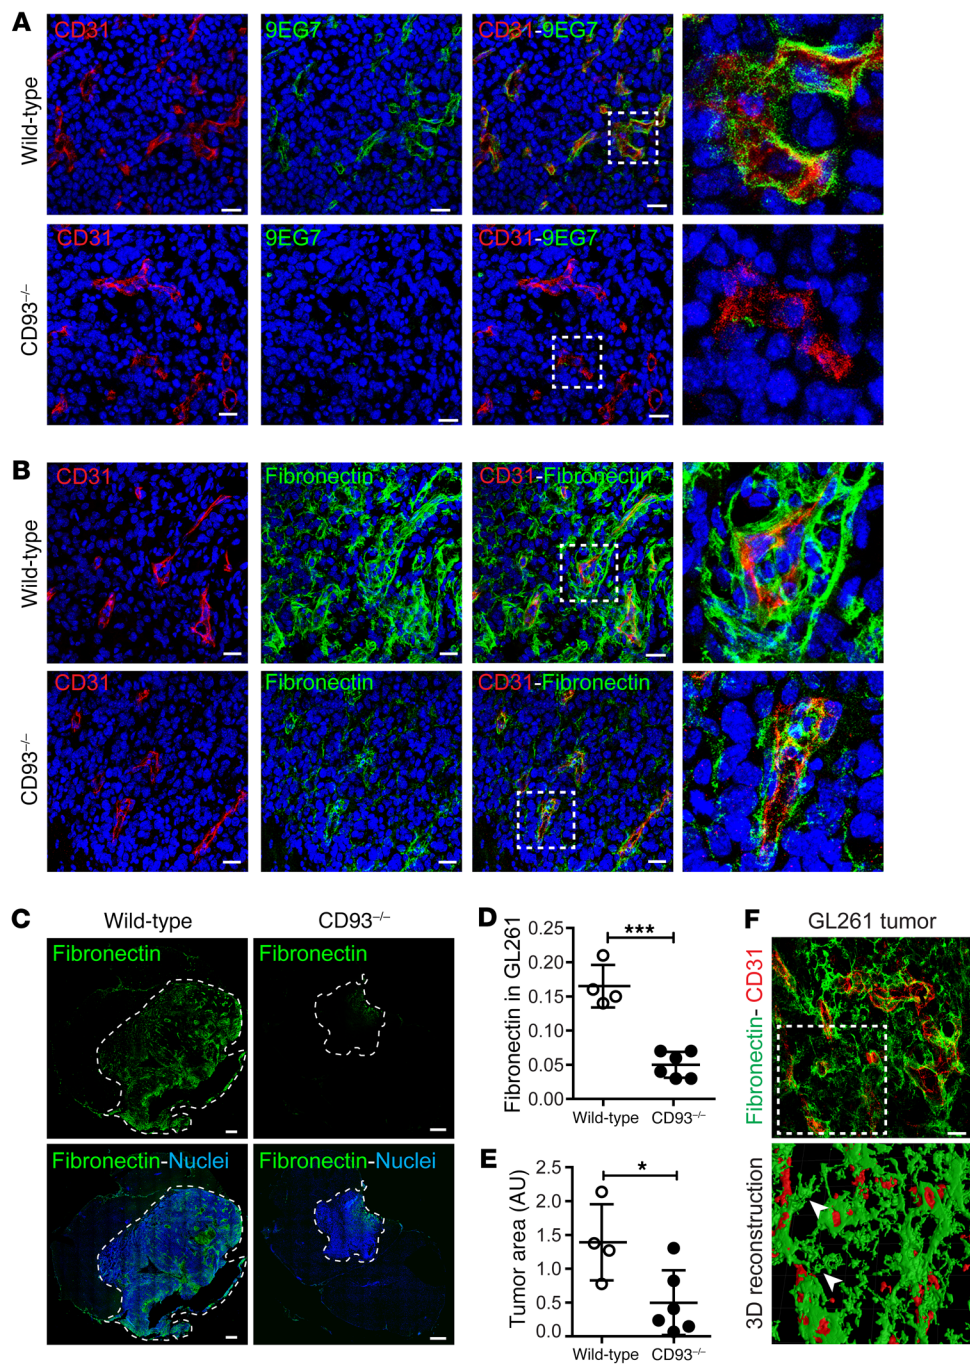 A
CD31
9EG7
CD31-9EG7
Wild-type
CD31
9EG7
CD31-9EG7
CD93−/−
B
CD31
Fibronectin
CD31-Fibronectin
Wild-type
CD31
Fibronectin
CD31-Fibronectin
CD93−/−
C
Wild-type
CD93−/−
Fibronectin
Fibronectin
Fibronectin-Nuclei
Fibronectin-Nuclei
D
Fibronectin in GL261
0.25
0.20
0.15
0.10
0.05
0.00
***
Wild-type
CD93−/−
E
Tumor area (AU)
2.5
2.0
1.5
1.0
0.5
0.0
*
Wild-type
CD93−/−
F
GL261 tumor
Fibronectin- CD31
3D reconstruction